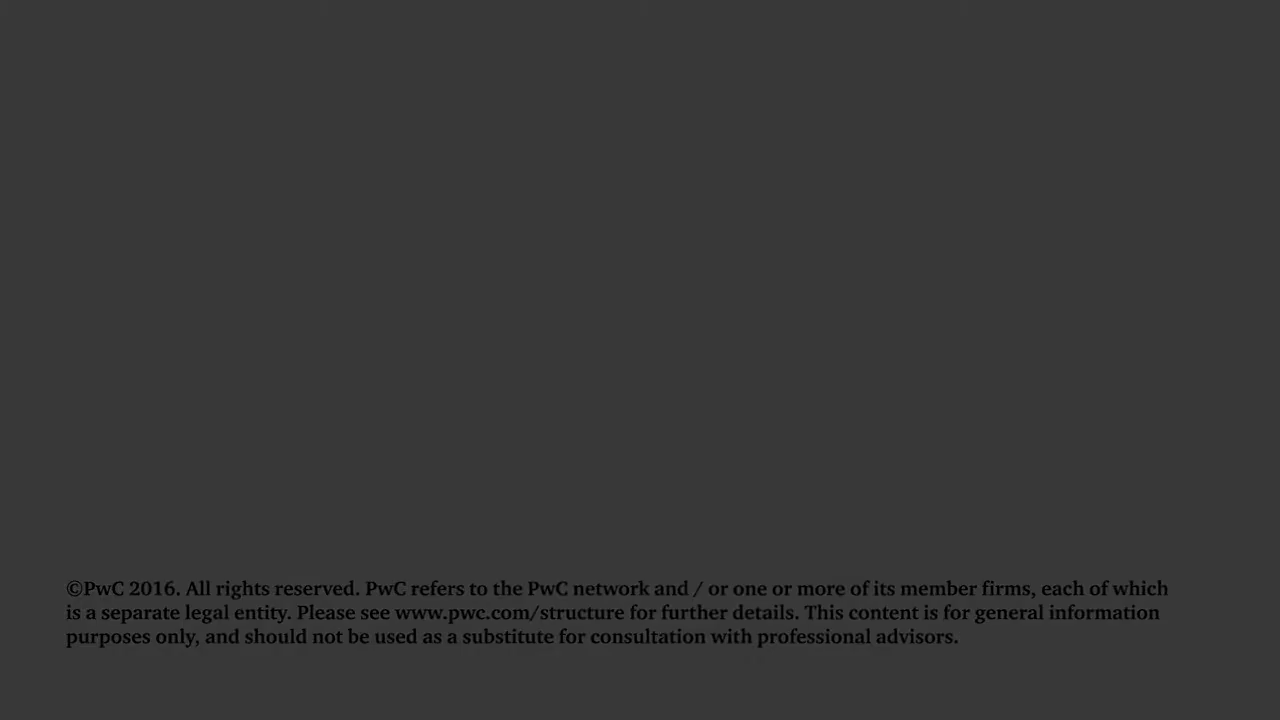 ©PwC 2016. All rights reserved. PwC refers to the PwC network and / or one or more of its member firms, each of which
is a separate legal entity. Please see www.pwc.com/structure for further details. This content is for general information
purposes only, and should not be used as a substitute for consultation with professional advisors.